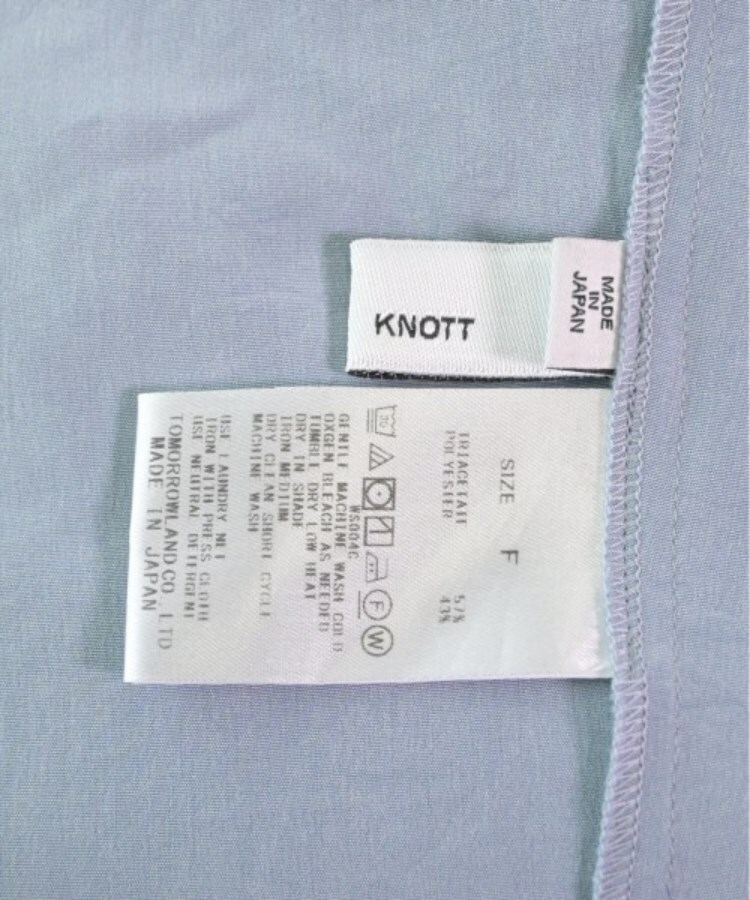 KNOTT
MADE
IN
JAPAN
SIZE F
TRIACETATE 57%
POLYESTER 43%
30
F
W
WS004C
GENTLE MACHINE WASH COLD
OXGEN BLEACH AS NEEDED
TUMBLE DRY LOW HEAT
DRY IN SHADE
IRON MEDIUM
DRY CLEAN SHORT CYCLE
MACHINE WASH
USE LAUNDRY NET
IRON WITH PRESS CLOTH
USE NEUTRAL DETERGENT
TOMORROWLAND CO., LTD
MADE IN JAPAN